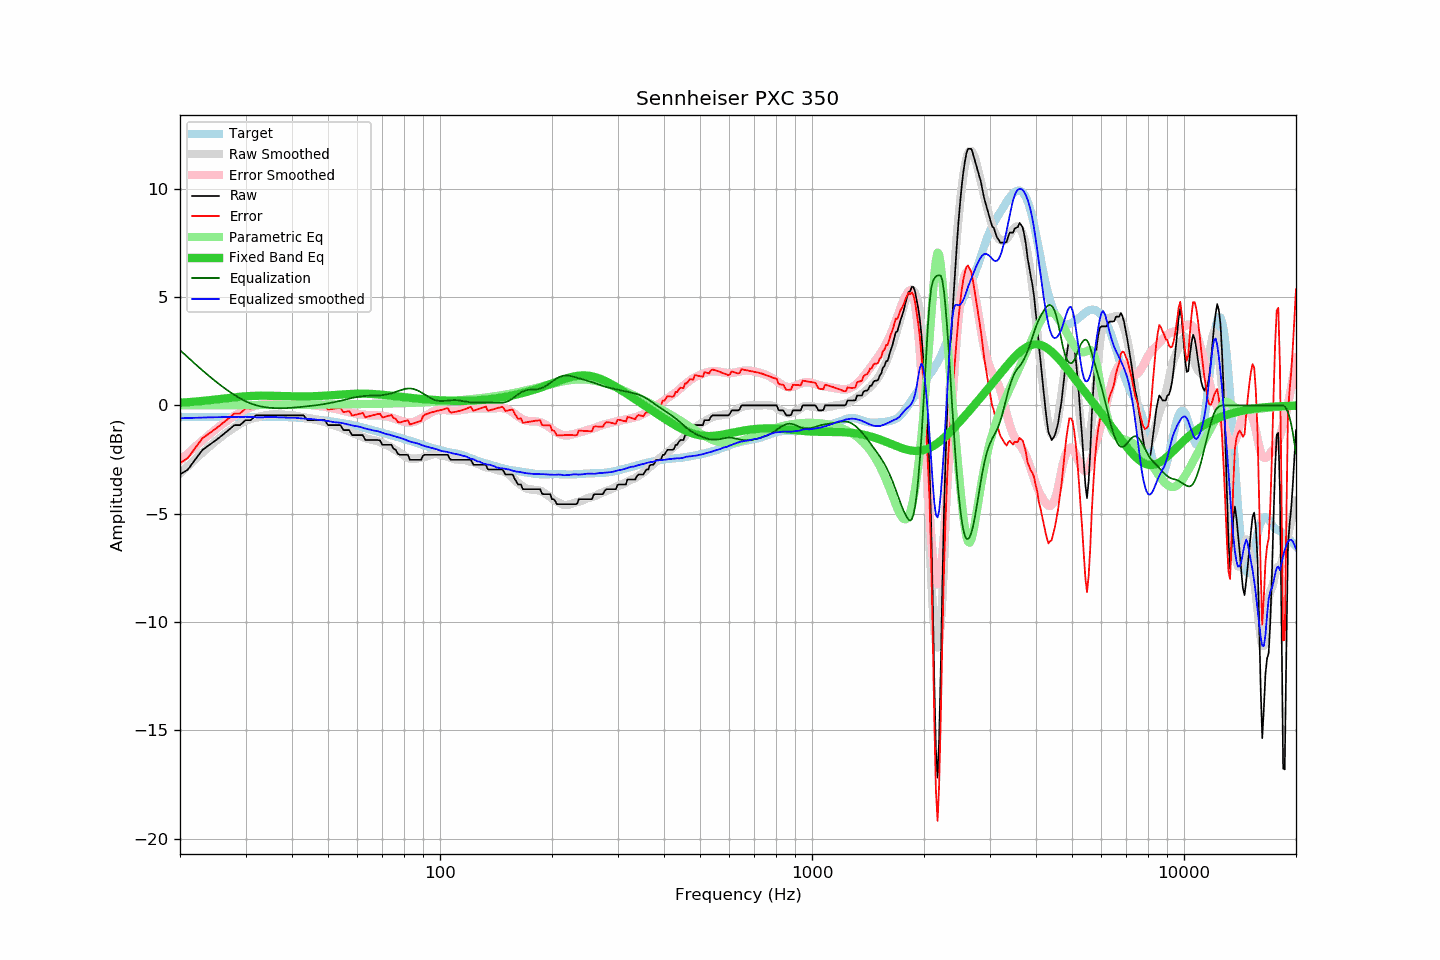 Sennheiser PXC 350
Target
Raw Smoothed
Error Smoothed
Raw
Error
Parametric Eq
Fixed Band Eq
Equalization
Equalized smoothed
Amplitude (dBr)
10
5
0
−5
−10
−15
−20
100
1000
10000
Frequency (Hz)